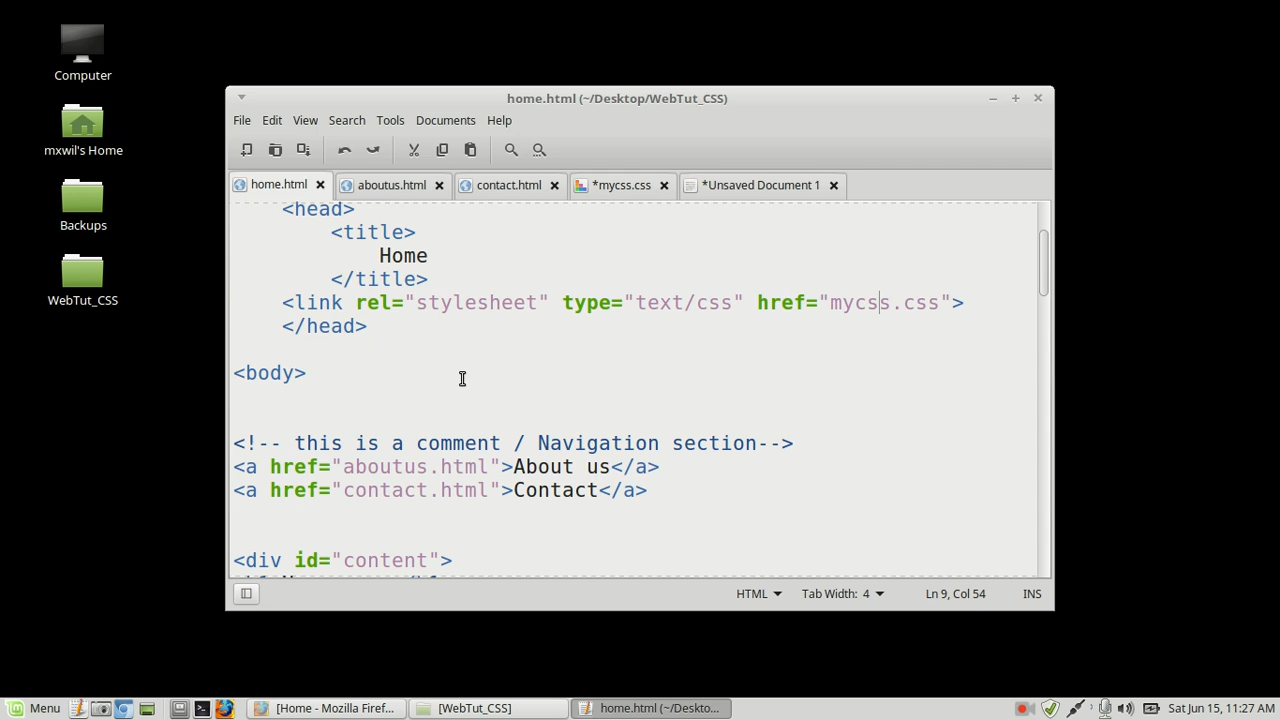 Computer
mxwil's Home
Backups
WebTut_CSS
home.html (~/Desktop/WebTut_CSS)
File Edit View Search Tools Documents Help
home.html aboutus.html contact.html *mycss.css *Unsaved Document 1
<head>
<title>
Home
</title>
<link rel="stylesheet" type="text/css" href="mycss.css">
</head>
<body>
<!-- this is a comment / Navigation section-->
<a href="aboutus.html">About us</a>
<a href="contact.html">Contact</a>
<div id="content">
HTML Tab Width: 4 Ln 9, Col 54 INS
Menu [Home - Mozilla Firef... [WebTut_CSS] home.html (~/Deskto... Sat Jun 15, 11:27 AM